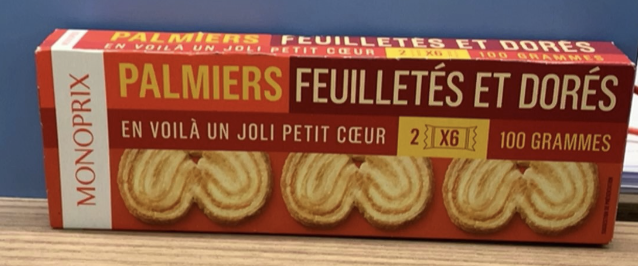 PALMIERS FEUILLETÉS ET DORÉS
EN VOILÀ UN JOLI PETIT CŒUR 2 X6 100 GRAMMES
MONOPRIX
PALMIERS FEUILLETÉS ET DORÉS
EN VOILÀ UN JOLI PETIT CŒUR 2 X6 100 GRAMMES